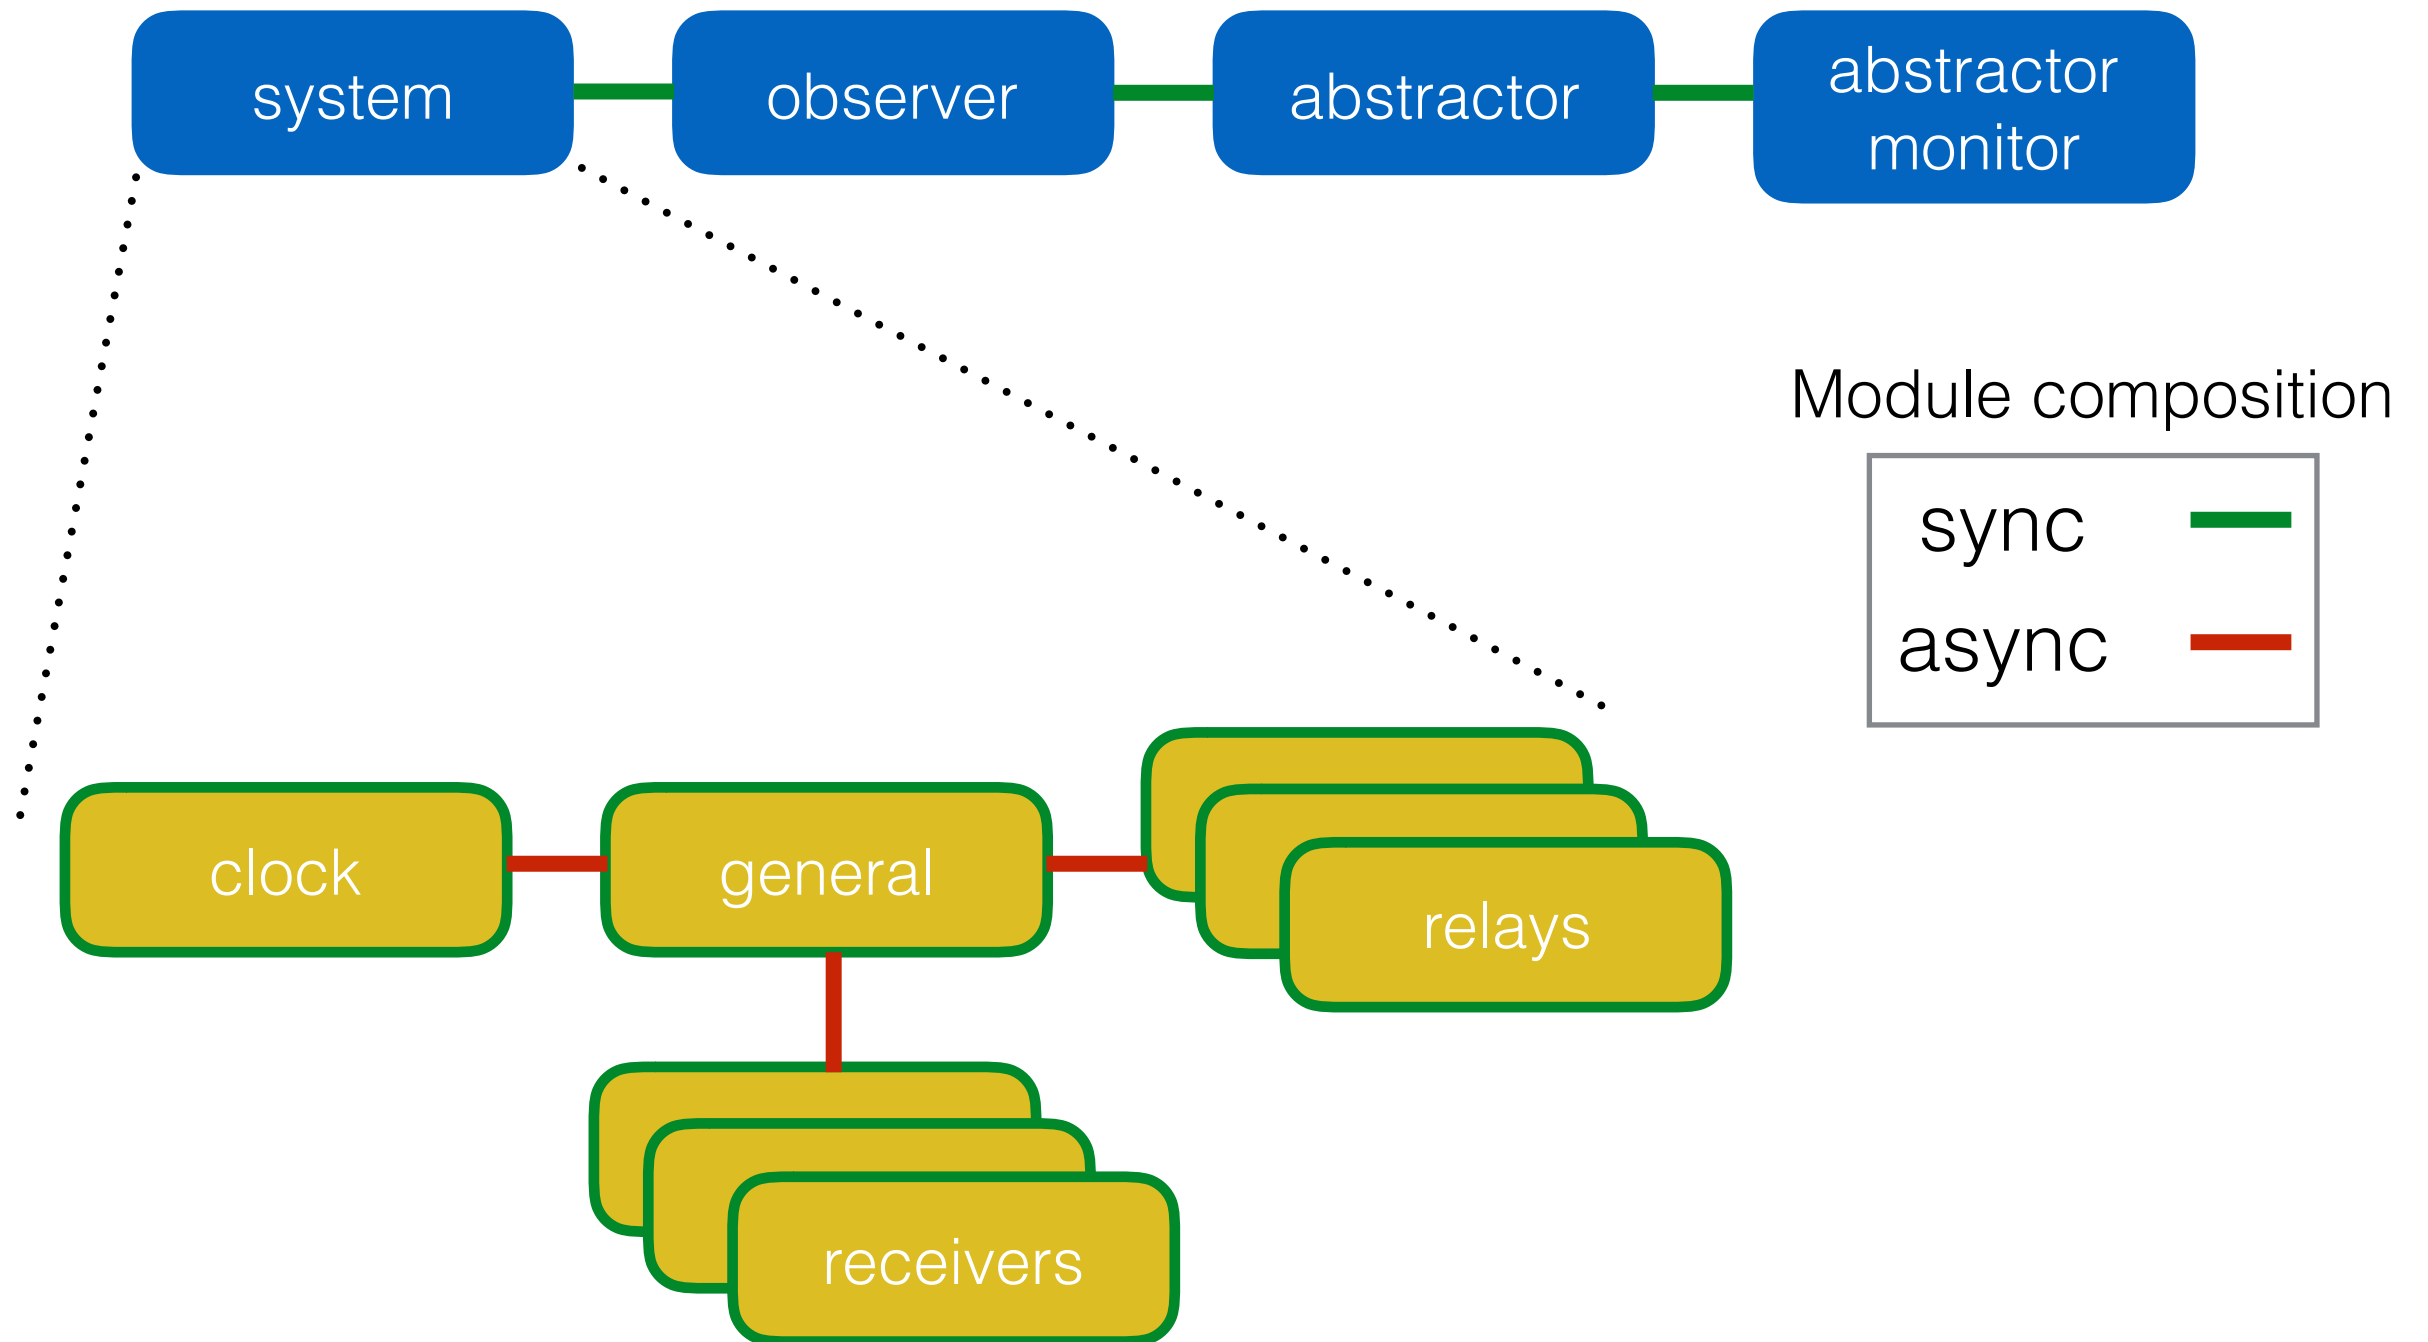 system
observer
abstractor
abstractor
monitor
Module composition
sync
async
clock
general
relays
receivers